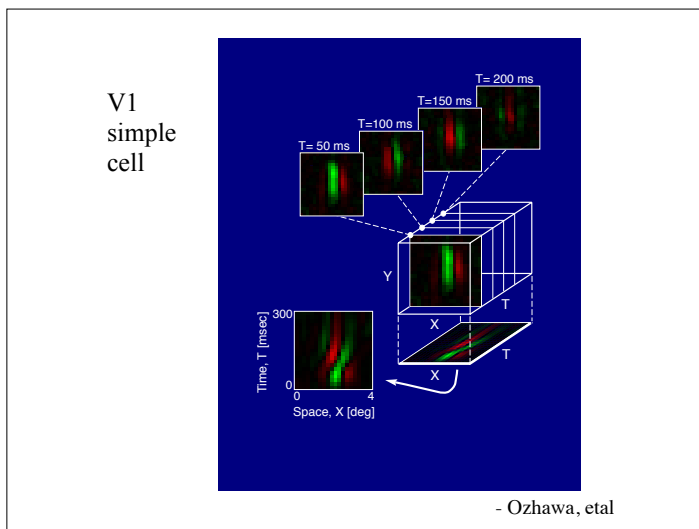 V1
simple
cell
T= 200 ms
T=150 ms
T=100 ms
T= 50 ms
Y
X
T
X
T
300
Time, T [msec]
0
0
4
Space, X [deg]
- Ozhawa, etal